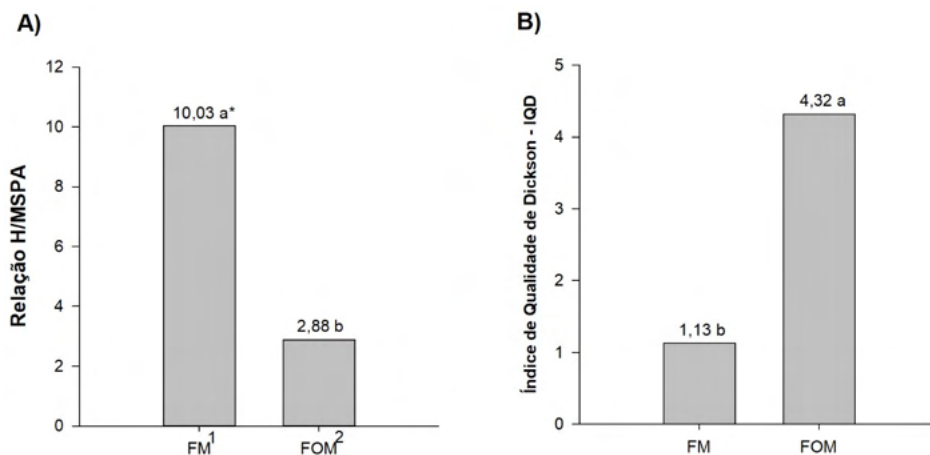 A)
Relação H/MSPA
12
10
8
6
4
2
0
10,03 a*
2,88 b
FM1
FOM2
B)
Índice de Qualidade de Dickson - IQD
5
4
3
2
1
0
1,13 b
4,32 a
FM
FOM